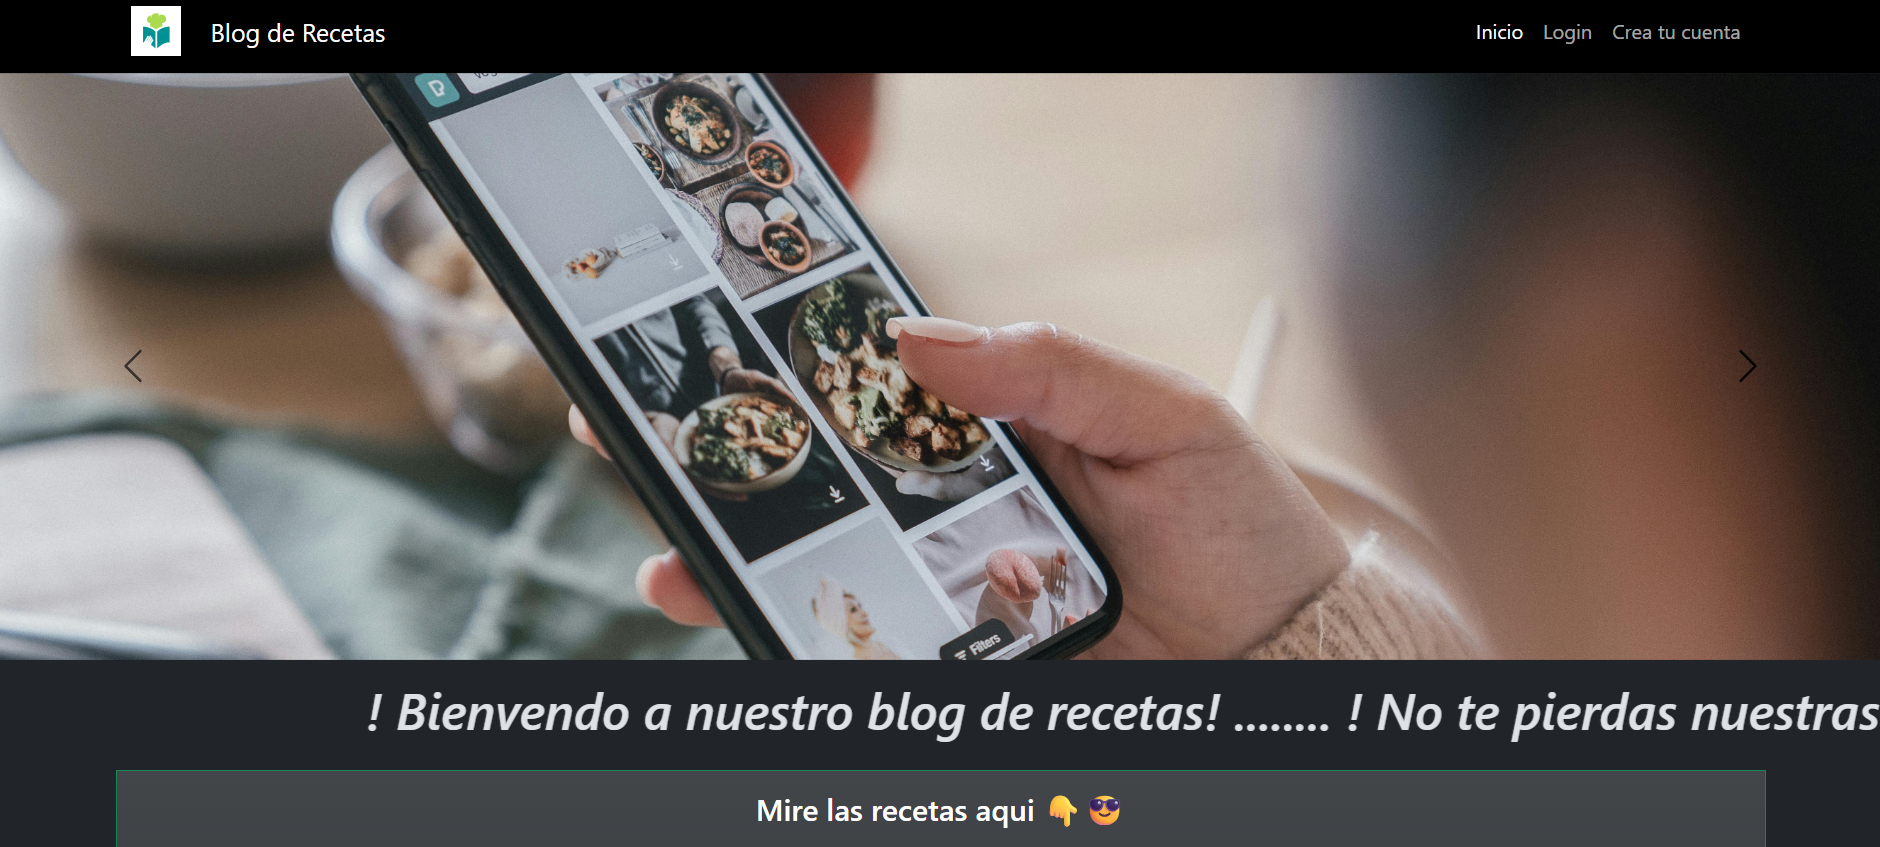 Blog de Recetas
Inicio Login Crea tu cuenta
Filters
! Bienvendo a nuestro blog de recetas! ........ ! No te pierdas nuestras
Mire las recetas aqui 👇 😎